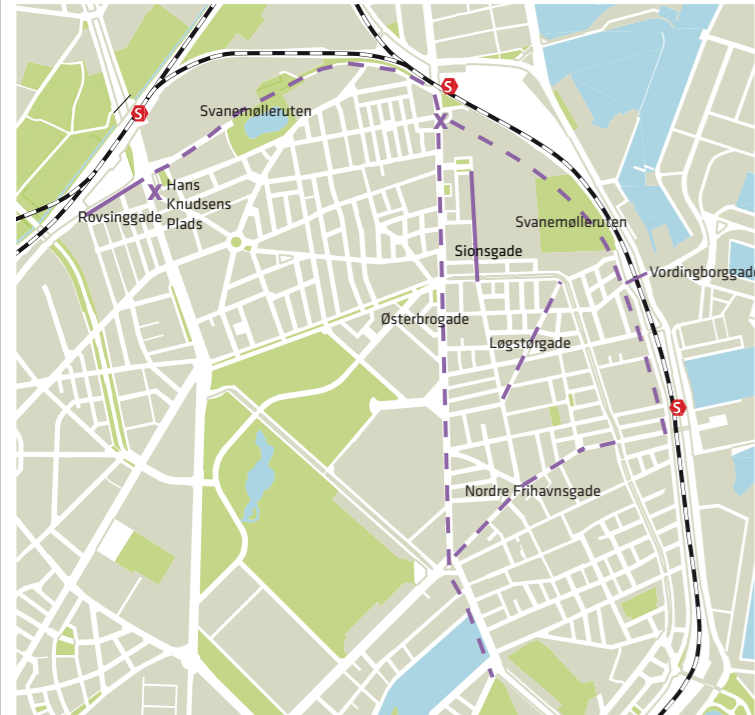 S
S
Svanemølleruten
X
X
Hans
Knudsens
Plads
Rovsinggade
Svanemølleruten
Sionsgade
Vordingborggade
Østerbrogade
Løgstørgade
S
Nordre Frihavnsgade